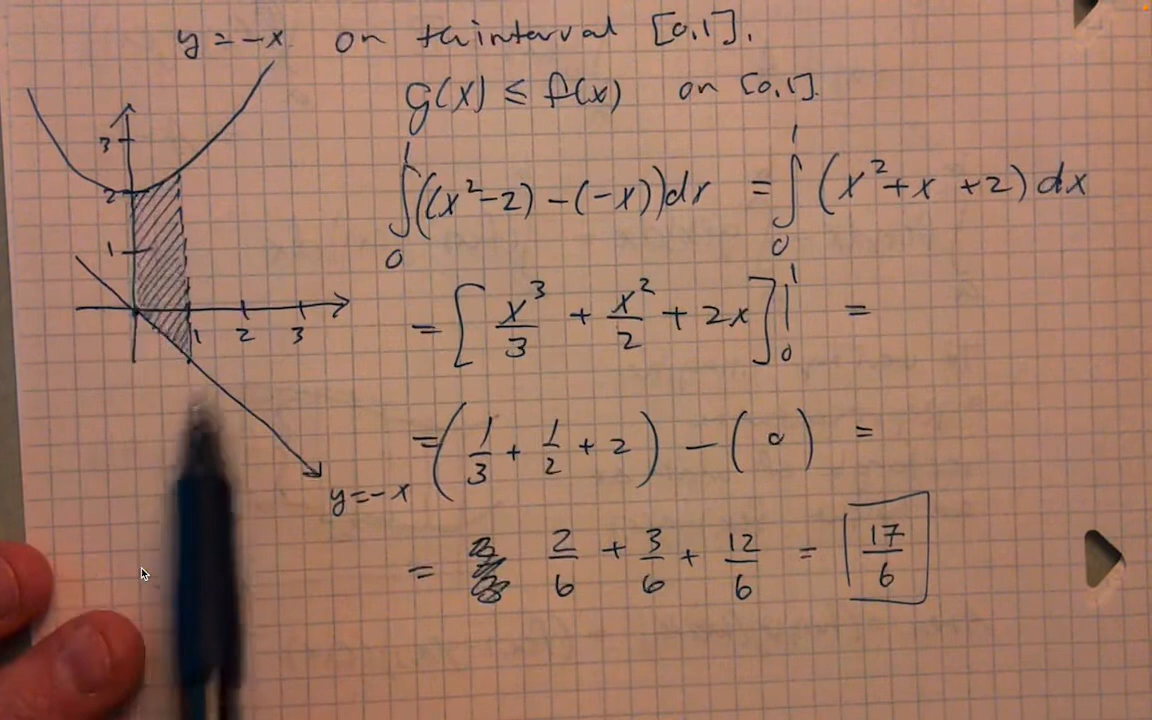 y = -x on the interval [0,1].
g(x) ≤ f(x) on [0,1].
3
2
1
1 2 3
y = -x
∫₀¹((x²-2) - (-x))dx = ∫₀¹ (x² + x + 2) dx
= [x³/3 + x²/2 + 2x]|₀¹ =
= (1/3 + 1/2 + 2) - (0) =
= 2/6 + 3/6 + 12/6 = 17/6